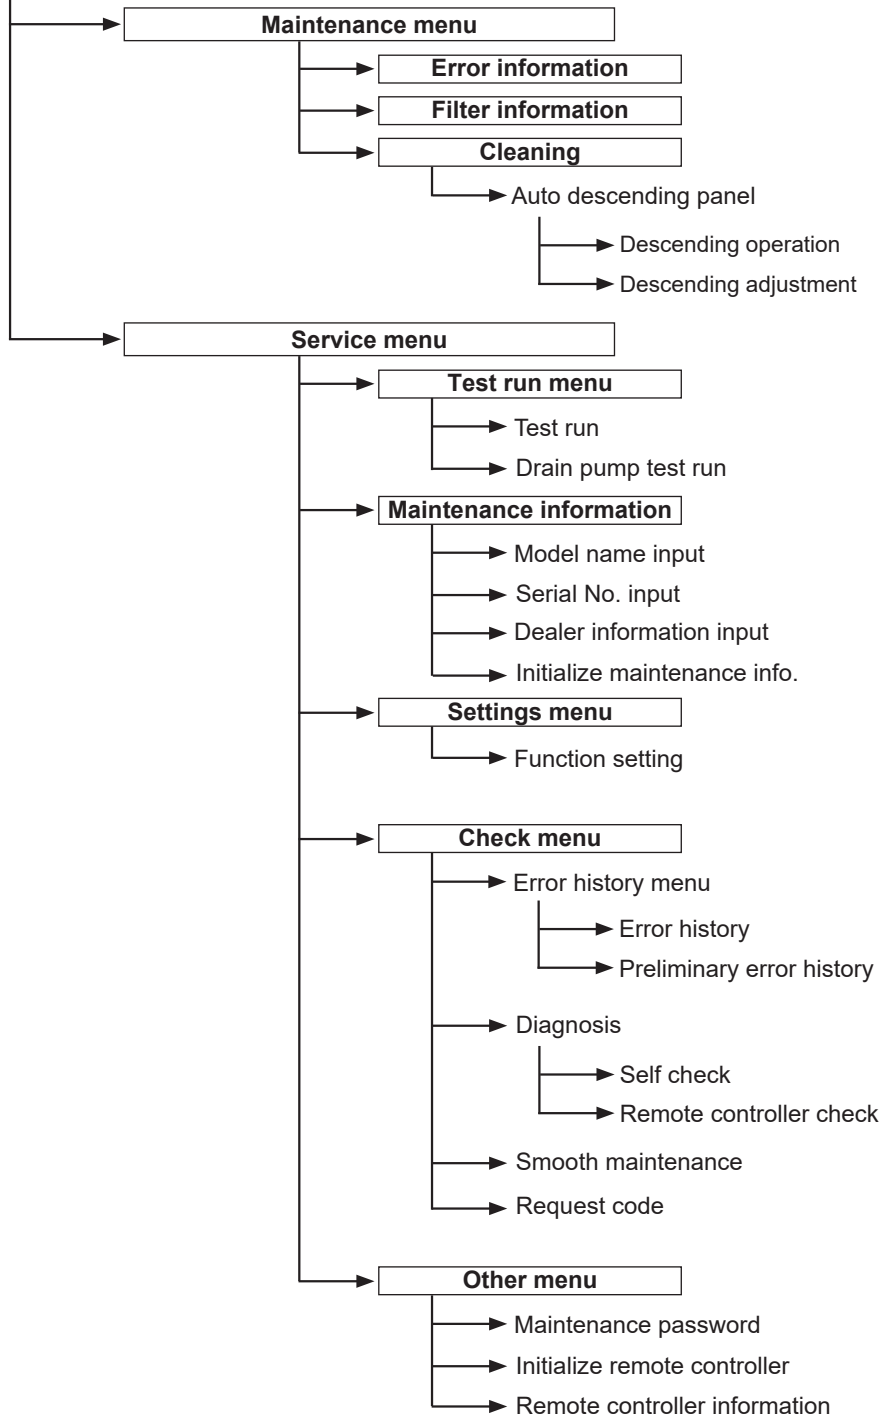 Maintenance menu
Error information
Filter information
Cleaning
Auto descending panel
Descending operation
Descending adjustment
Service menu
Test run menu
Test run
Drain pump test run
Maintenance information
Model name input
Serial No. input
Dealer information input
Initialize maintenance info.
Settings menu
Function setting
Check menu
Error history menu
Error history
Preliminary error history
Diagnosis
Self check
Remote controller check
Smooth maintenance
Request code
Other menu
Maintenance password
Initialize remote controller
Remote controller information